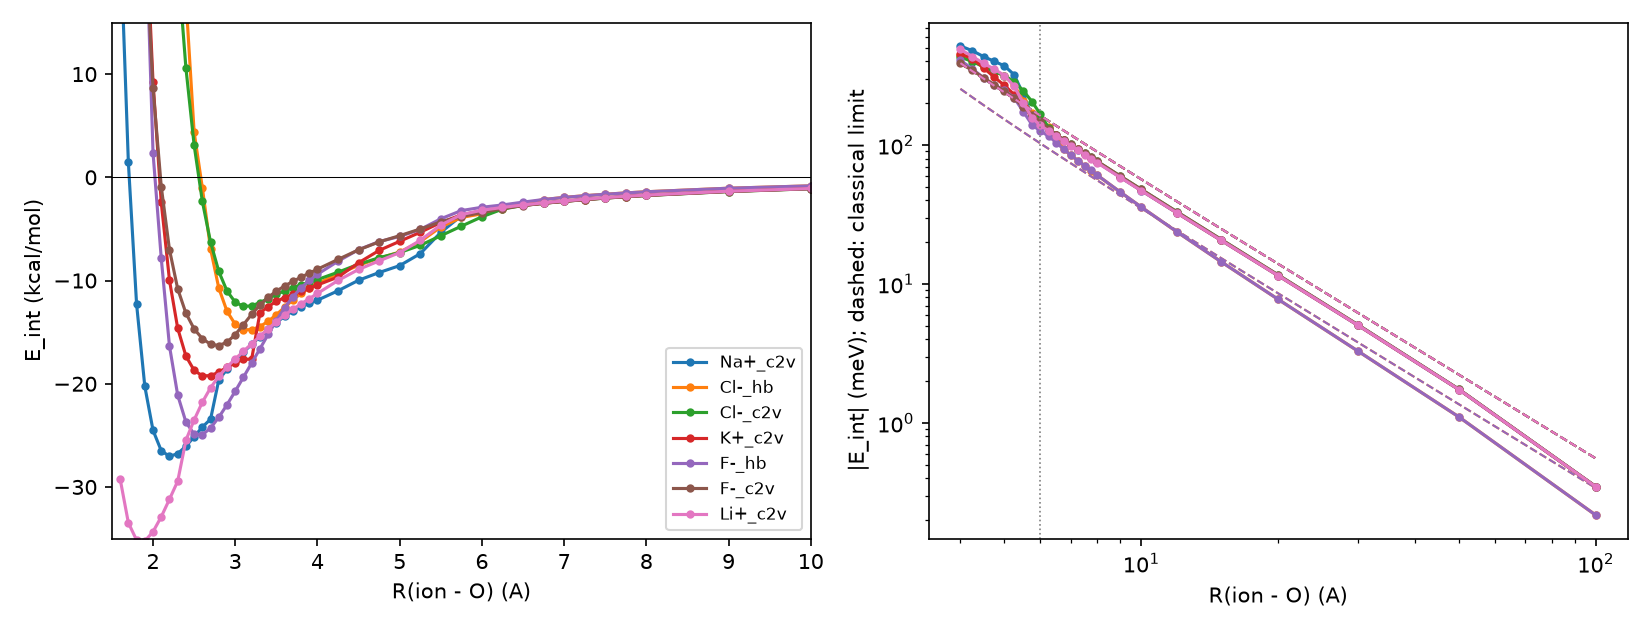 E_int (kcal/mol)
10
0
−10
−20
−30
2 3 4 5 6 7 8 9 10
R(ion - O) (A)
Na+_c2v
Cl-_hb
Cl-_c2v
K+_c2v
F-_hb
F-_c2v
Li+_c2v
|E_int| (meV); dashed: classical limit
10²
10¹
10⁰
10¹ 10²
R(ion - O) (A)